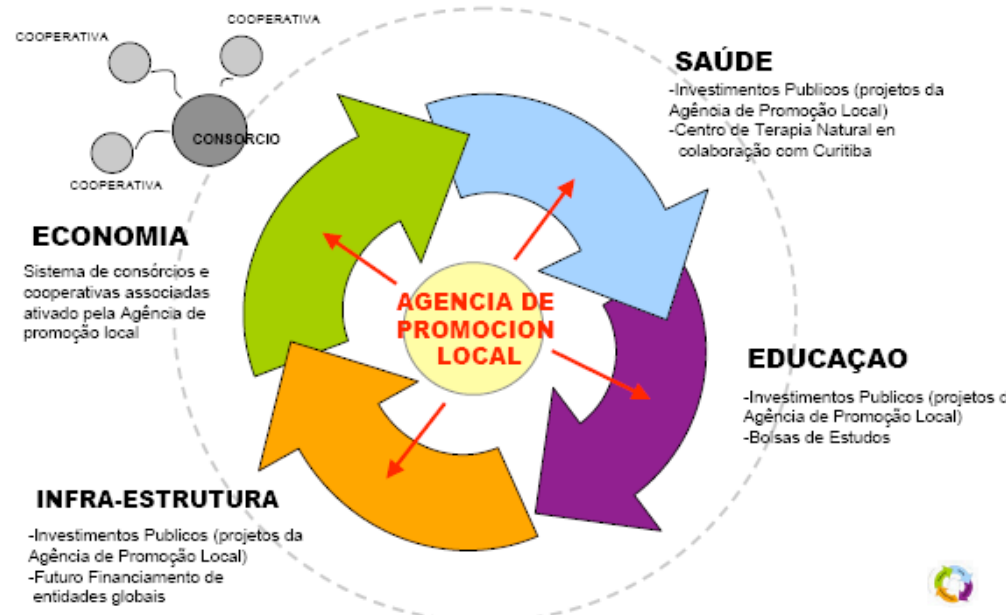 COOPERATIVA
COOPERATIVA
CONSORCIO
COOPERATIVA
SAÚDE
-Investimentos Publicos (projetos da
Agência de Promoção Local)
-Centro de Terapia Natural en
colaboração com Curitiba
ECONOMIA
Sistema de consórcios e
cooperativas associadas
ativado pela Agência de
promoção local
AGENCIA DE
PROMOCION
LOCAL
EDUCAÇAO
-Investimentos Publicos (projetos d
Agência de Promoção Local)
-Bolsas de Estudos
INFRA-ESTRUTURA
-Investimentos Publicos (projetos da
Agência de Promoção Local)
-Futuro Financiamento de
entidades globais